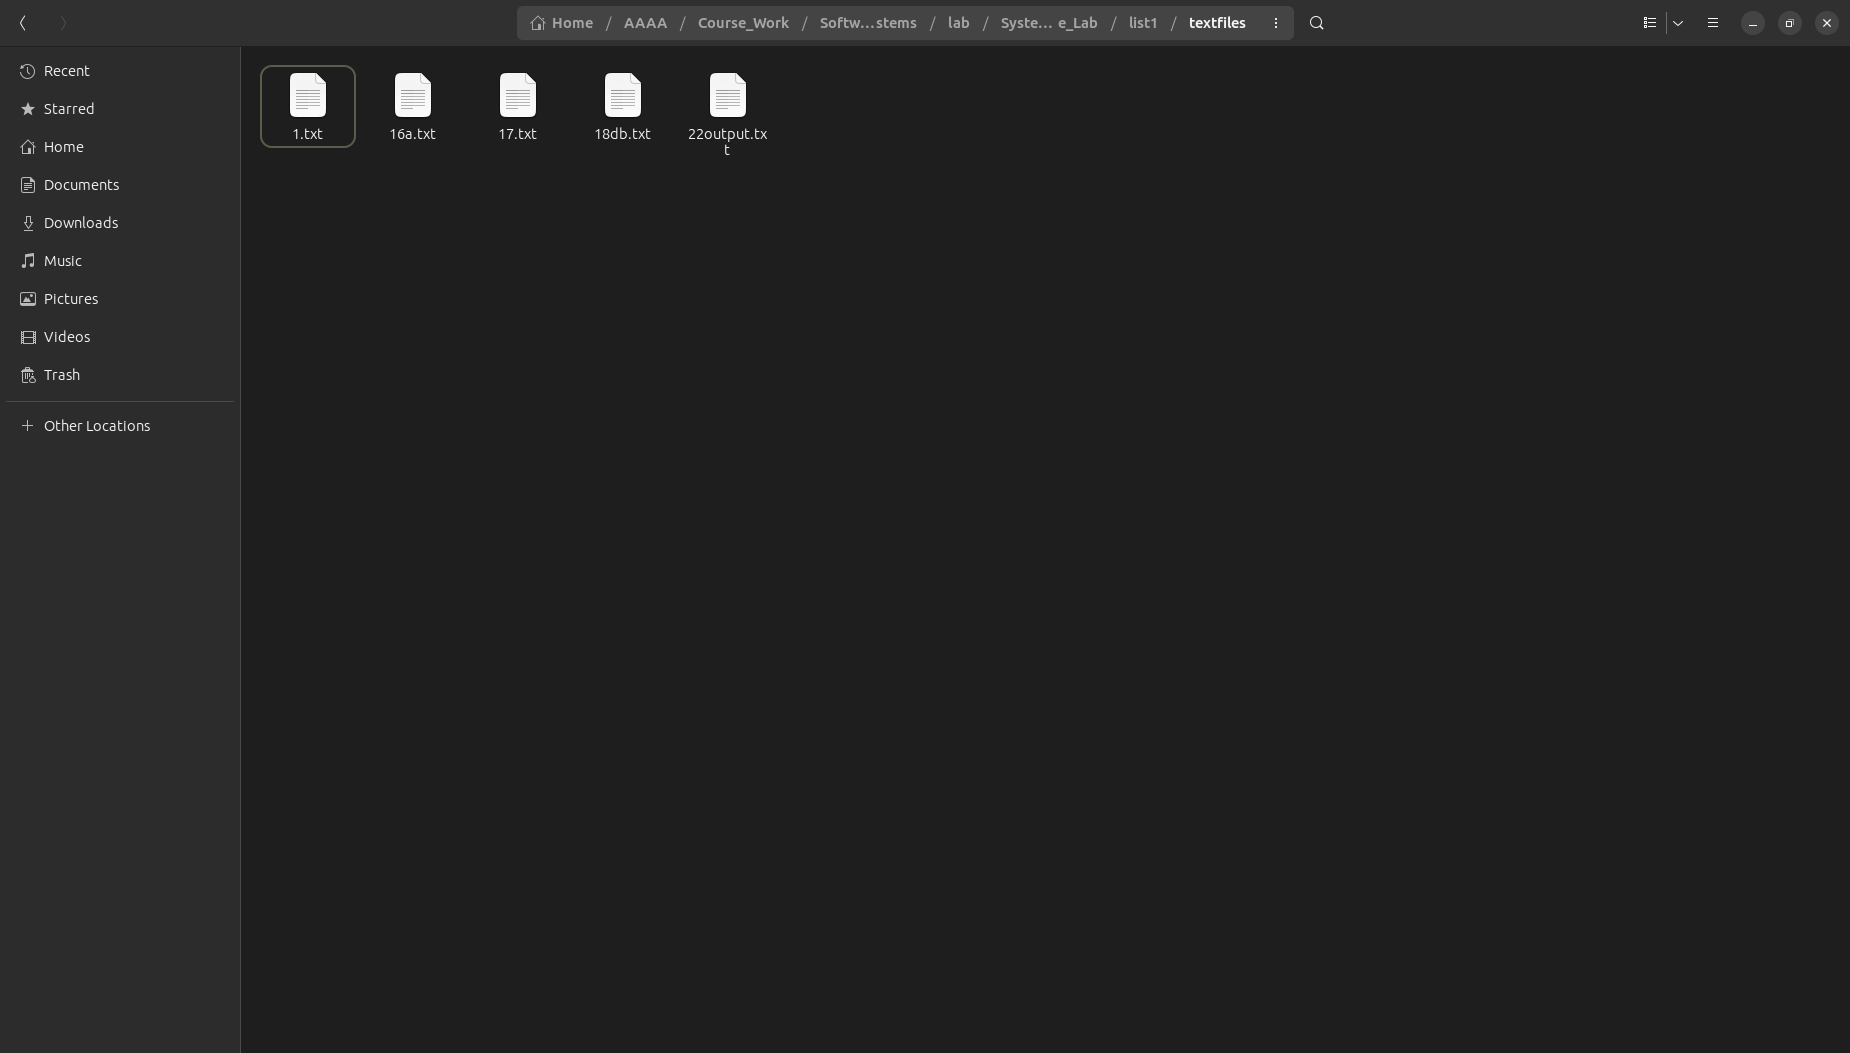 Home / AAAA / Course_Work / Softw...stems / lab / Syste... e_Lab / list1 / textfiles
Recent
Starred
Home
Documents
Downloads
Music
Pictures
Videos
Trash
Other Locations
1.txt
16a.txt
17.txt
18db.txt
22output.tx
t